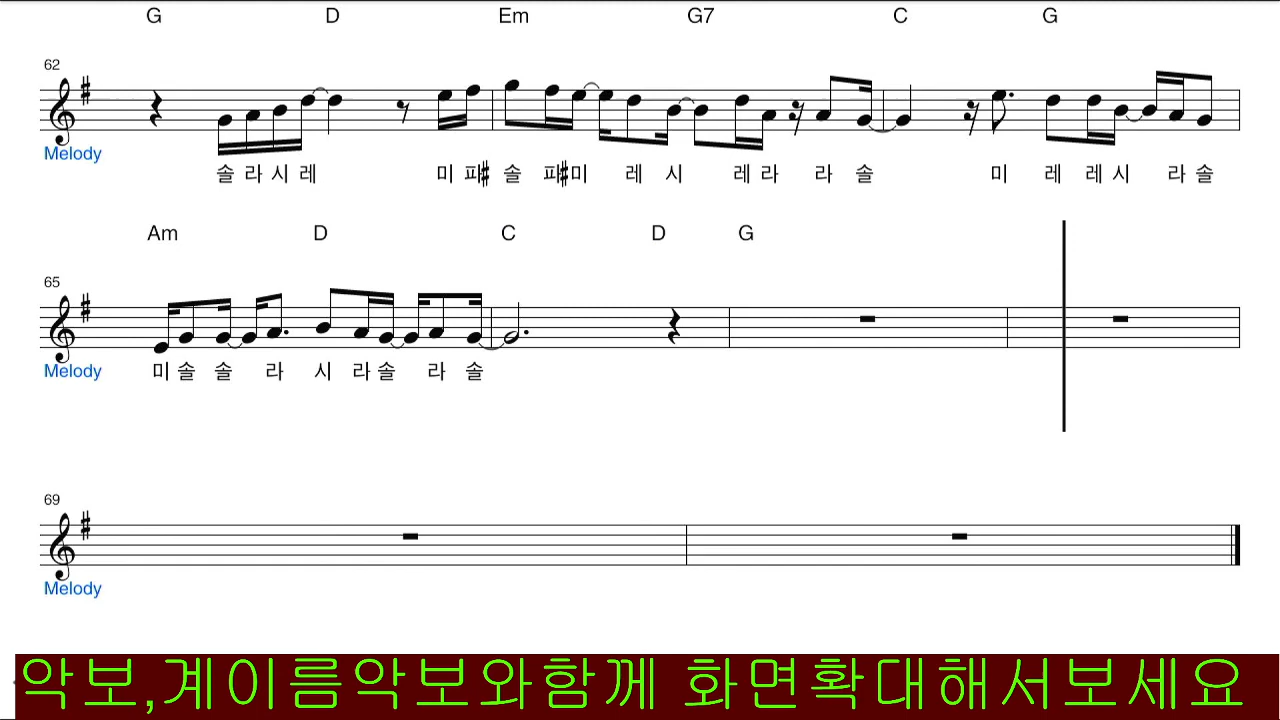 G D Em G7 C G
62
Melody
솔 라 시 레 미 파# 솔 파#미 레 시 레 라 라 솔 미 레 레 시 라 솔
Am D C D G
65
Melody
미 솔 솔 라 시 라 솔 라 솔
69
Melody
악보,계이름악보와함께 화면확대해서보세요